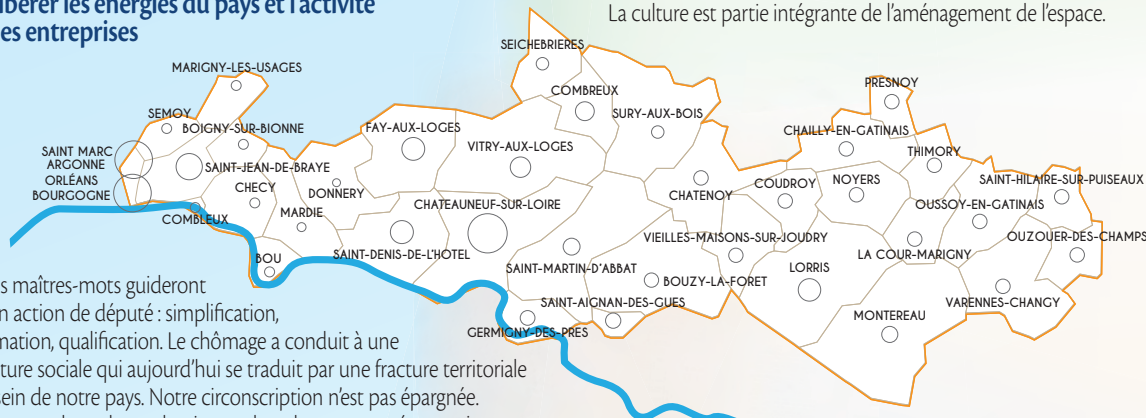 ibérer les énergies du pays et l'activité
es entreprises
La culture est partie intégrante de l'aménagement de l'espace.
SEICHEBRIERES
MARIGNY-LES-USAGES
COMBREUX
PRESNOY
SEMOY
SURY-AUX-BOIS
BOIGNY-SUR-BIONNE
FAY-AUX-LOGES
CHAILLY-EN-GATINAIS
SAINT MARC
ARGONNE
VITRY-AUX-LOGES
THIMORY
SAINT-JEAN-DE-BRAYE
ORLÉANS
BOURGOGNE
CHECY
DONNERY
CHATENOY
COUDROY
NOYERS
SAINT-HILAIRE-SUR-PUISEAUX
CHATEAUNEUF-SUR-LOIRE
OUSSOY-EN-GATINAIS
COMBLEUX
MARDIE
VIEILLES-MAISONS-SUR-JOUDRY
OUZOUER-DES-CHAMPS
BOU
SAINT-DENIS-DE-L'HOTEL
LA COUR-MARIGNY
SAINT-MARTIN-D'ABBAT
LORRIS
BOUZY-LA-FORET
SAINT-AIGNAN-DES-GUES
VARENNES-CHANGY
MONTEREAU
GERMIGNY-DES-PRES
s maîtres-mots guideront
n action de député : simplification,
mation, qualification. Le chômage a conduit à une
ture sociale qui aujourd'hui se traduit par une fracture territoriale
sein de notre pays. Notre circonscription n'est pas épargnée.